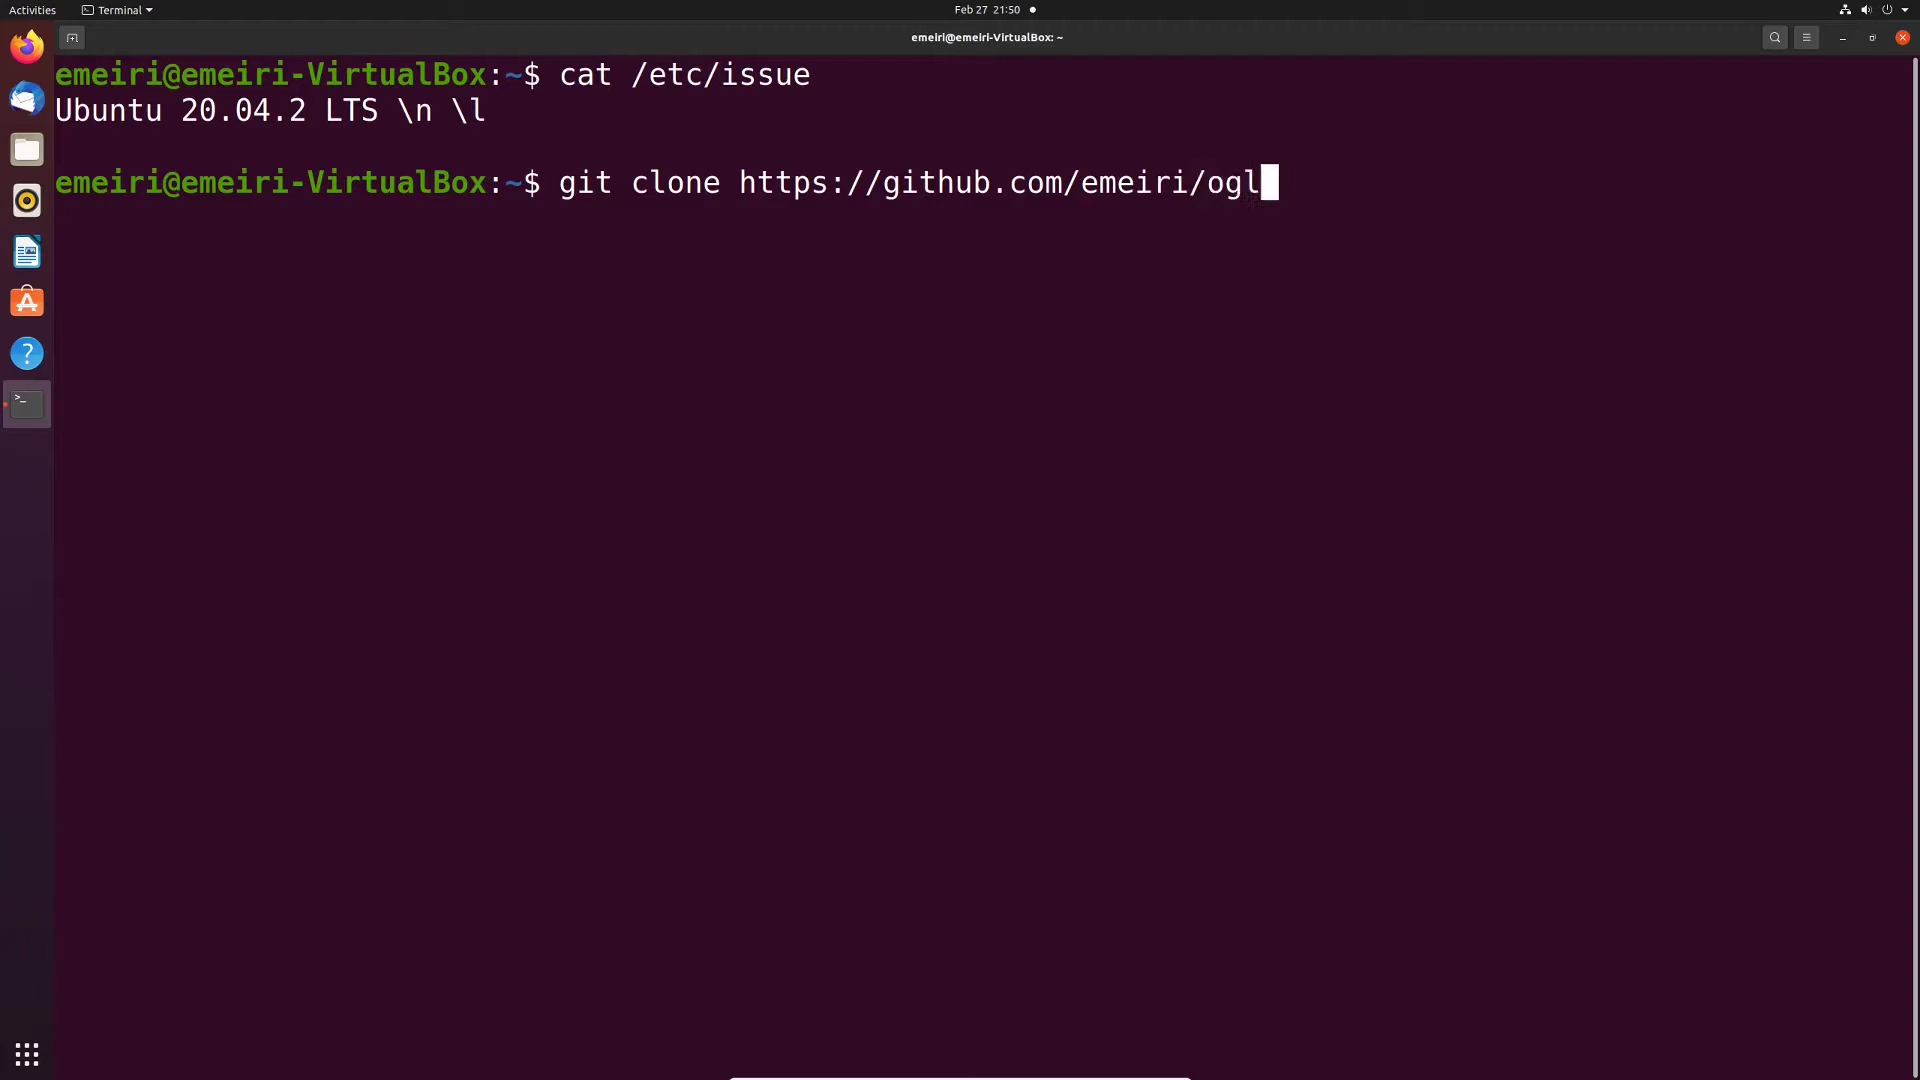 Activities Terminal Feb 27 21:50
emeiri@emeiri-VirtualBox: ~
emeiri@emeiri-VirtualBox:~$ cat /etc/issue
Ubuntu 20.04.2 LTS \n \l
emeiri@emeiri-VirtualBox:~$ git clone https://github.com/emeiri/ogl